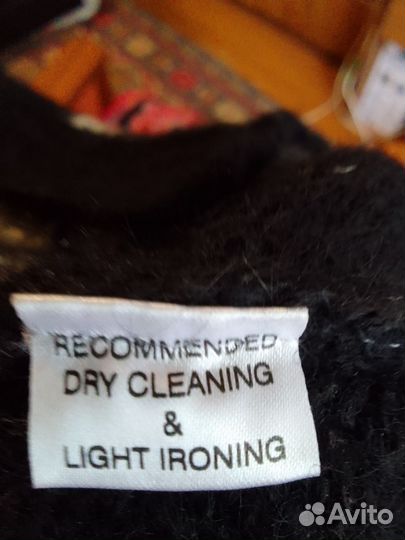 RECOMMENDED
DRY CLEANING
&
LIGHT IRONING
Avito